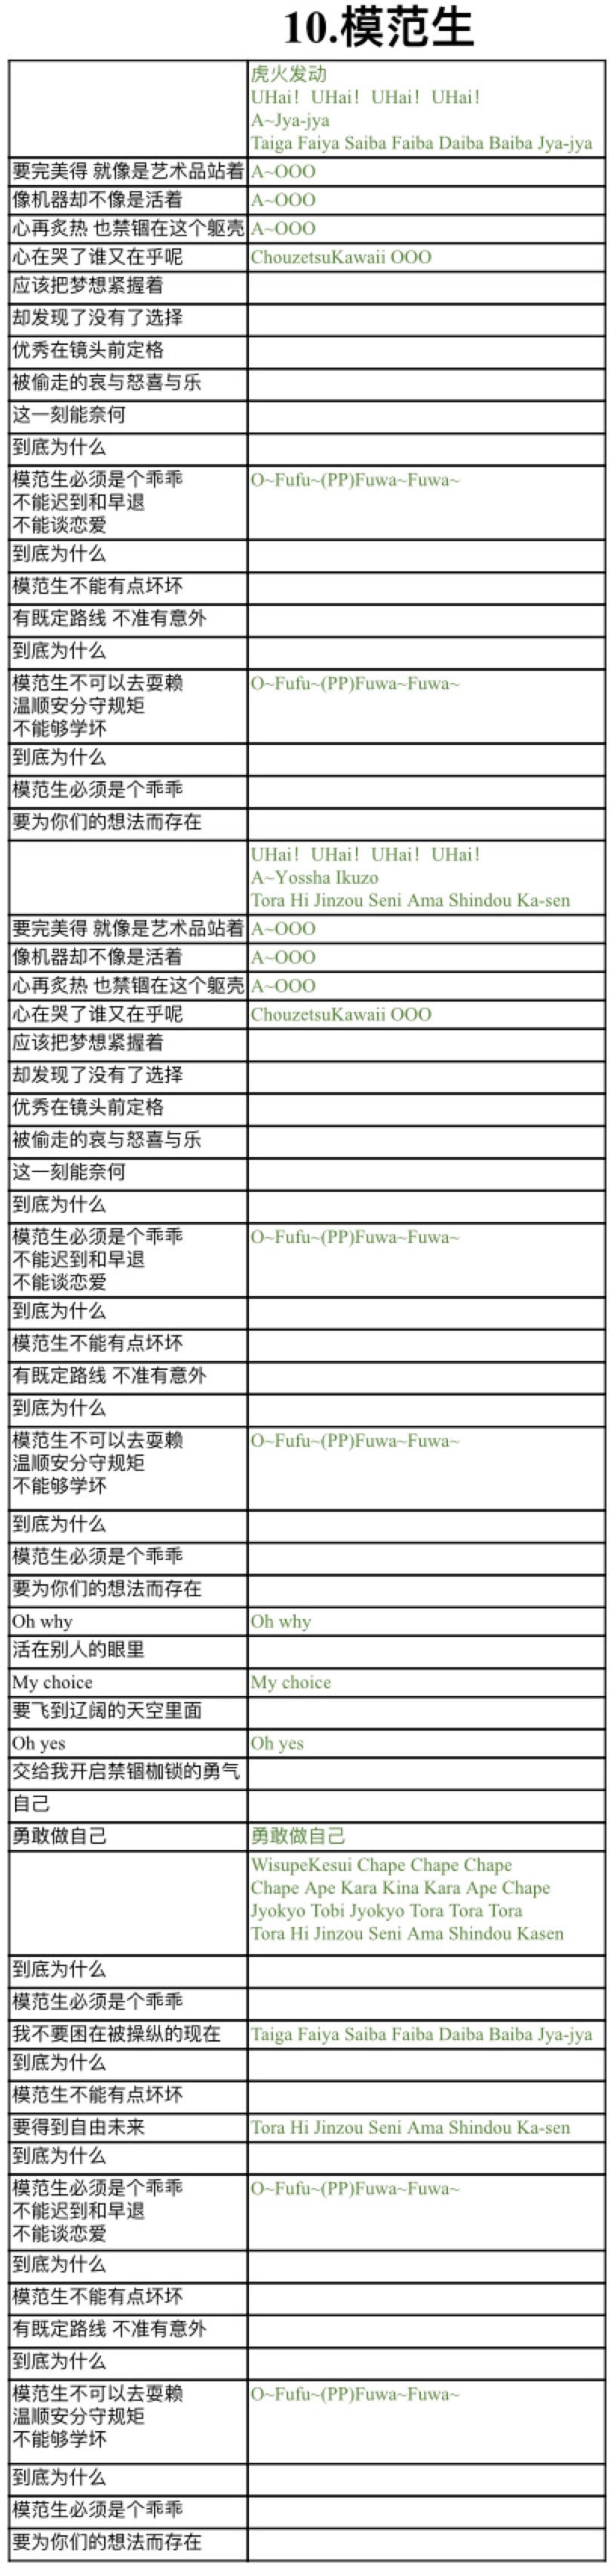 10.模范生
虎火发动
UHai！UHai！UHai！UHai！
A~Jya-jya
Taiga Faiya Saiba Faiba Daiba Baiba Jya-jya
要完美得 就像是艺术品站着 A~OOO
像机器却不像是活着 A~OOO
心再炙热 也禁锢在这个躯壳 A~OOO
心在哭了谁又在乎呢 ChouzetsuKawaii OOO
应该把梦想紧握着
却发现了没有了选择
优秀在镜头前定格
被偷走的哀与怒喜与乐
这一刻能奈何
到底为什么
模范生必须是个乖乖 O~Fufu~(PP)Fuwa~Fuwa~
不能迟到和早退
不能谈恋爱
到底为什么
模范生不能有点坏坏
有既定路线 不准有意外
到底为什么
模范生不可以去耍赖 O~Fufu~(PP)Fuwa~Fuwa~
温顺安分守规矩
不能够学坏
到底为什么
模范生必须是个乖乖
要为你们的想法而存在
UHai！UHai！UHai！UHai！
A~Yossha Ikuzo
Tora Hi Jinzou Seni Ama Shindou Ka-sen
要完美得 就像是艺术品站着 A~OOO
像机器却不像是活着 A~OOO
心再炙热 也禁锢在这个躯壳 A~OOO
心在哭了谁又在乎呢 ChouzetsuKawaii OOO
应该把梦想紧握着
却发现了没有了选择
优秀在镜头前定格
被偷走的哀与怒喜与乐
这一刻能奈何
到底为什么
模范生必须是个乖乖 O~Fufu~(PP)Fuwa~Fuwa~
不能迟到和早退
不能谈恋爱
到底为什么
模范生不能有点坏坏
有既定路线 不准有意外
到底为什么
模范生不可以去耍赖 O~Fufu~(PP)Fuwa~Fuwa~
温顺安分守规矩
不能够学坏
到底为什么
模范生必须是个乖乖
要为你们的想法而存在
Oh why Oh why
活在别人的眼里
My choice My choice
要飞到辽阔的天空里面
Oh yes Oh yes
交给我开启禁锢枷锁的勇气
自己
勇敢做自己 勇敢做自己
WisupeKesui Chape Chape Chape
Chape Ape Kara Kina Kara Ape Chape
Jyokyo Tobi Jyokyo Tora Tora Tora
Tora Hi Jinzou Seni Ama Shindou Kasen
到底为什么
模范生必须是个乖乖
我不要困在被操纵的现在 Taiga Faiya Saiba Faiba Daiba Baiba Jya-jya
到底为什么
模范生不能有点坏坏
要得到自由未来 Tora Hi Jinzou Seni Ama Shindou Ka-sen
到底为什么
模范生必须是个乖乖 O~Fufu~(PP)Fuwa~Fuwa~
不能迟到和早退
不能谈恋爱
到底为什么
模范生不能有点坏坏
有既定路线 不准有意外
到底为什么
模范生不可以去耍赖 O~Fufu~(PP)Fuwa~Fuwa~
温顺安分守规矩
不能够学坏
到底为什么
模范生必须是个乖乖
要为你们的想法而存在